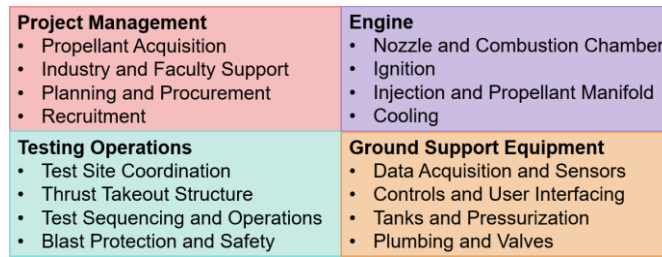 Project Management
• Propellant Acquisition
• Industry and Faculty Support
• Planning and Procurement
• Recruitment
Engine
• Nozzle and Combustion Chamber
• Ignition
• Injection and Propellant Manifold
• Cooling
Testing Operations
• Test Site Coordination
• Thrust Takeout Structure
• Test Sequencing and Operations
• Blast Protection and Safety
Ground Support Equipment
• Data Acquisition and Sensors
• Controls and User Interfacing
• Tanks and Pressurization
• Plumbing and Valves